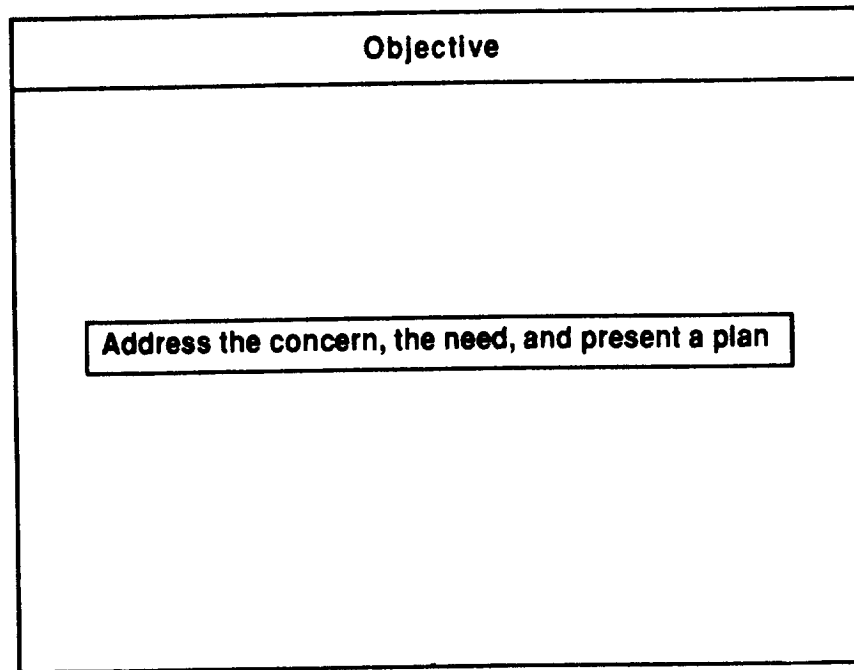 Objective
Address the concern, the need, and present a plan